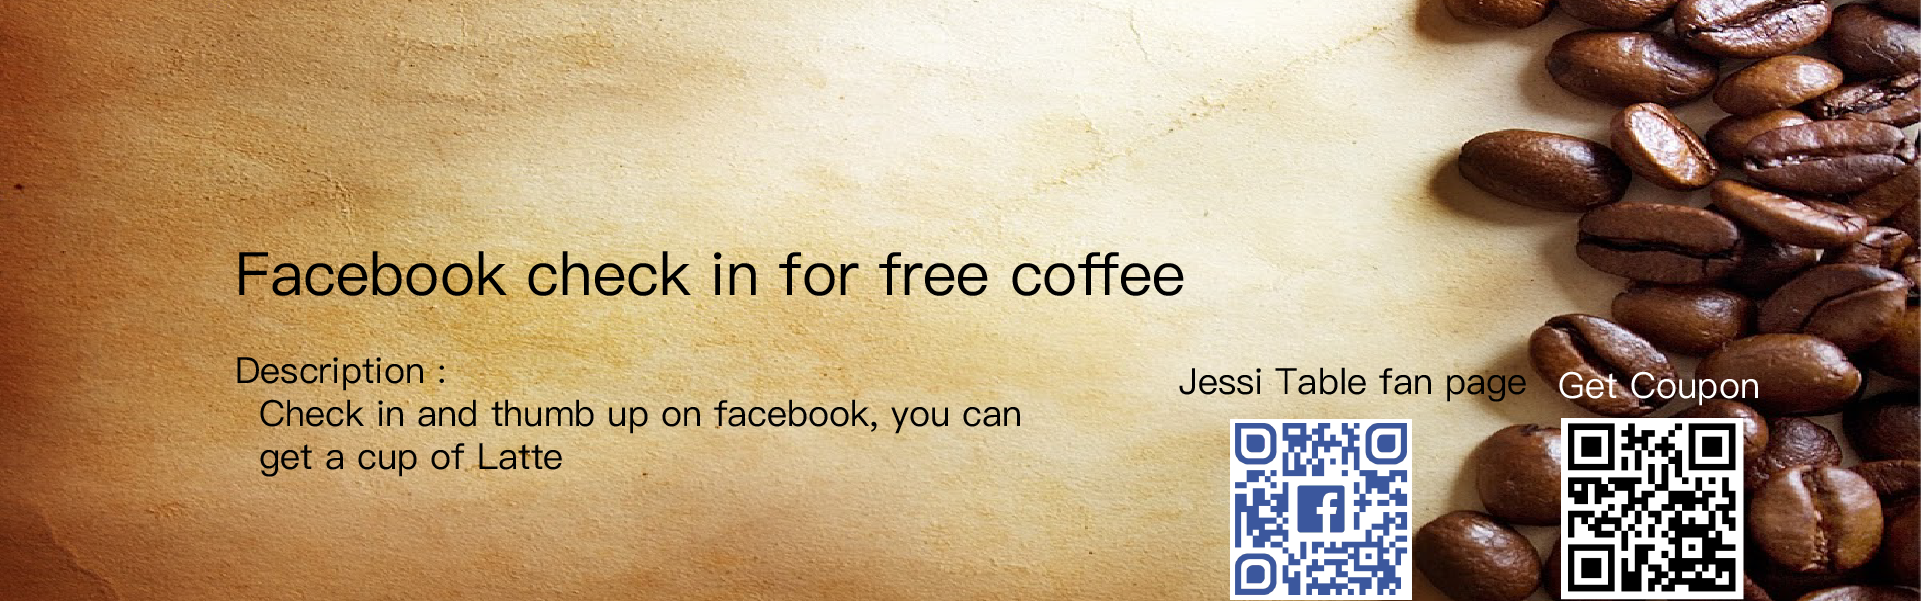 Facebook check in for free coffee
Description :
Check in and thumb up on facebook, you can
get a cup of Latte
Jessi Table fan page
Get Coupon